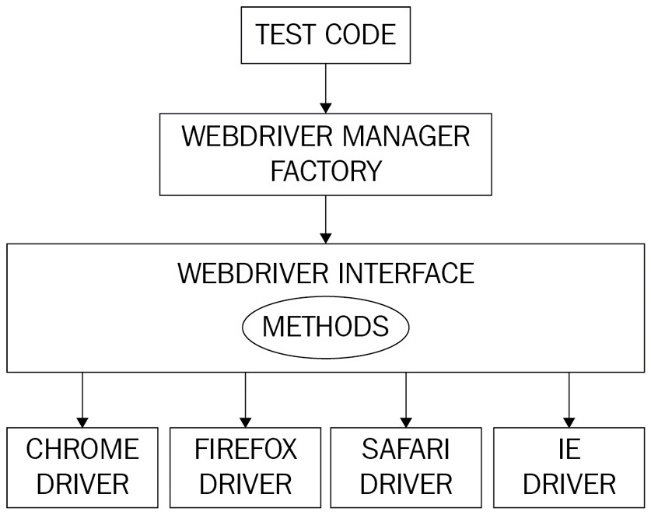 TEST CODE
WEBDRIVER MANAGER
FACTORY
WEBDRIVER INTERFACE
METHODS
CHROME
DRIVER
FIREFOX
DRIVER
SAFARI
DRIVER
IE
DRIVER